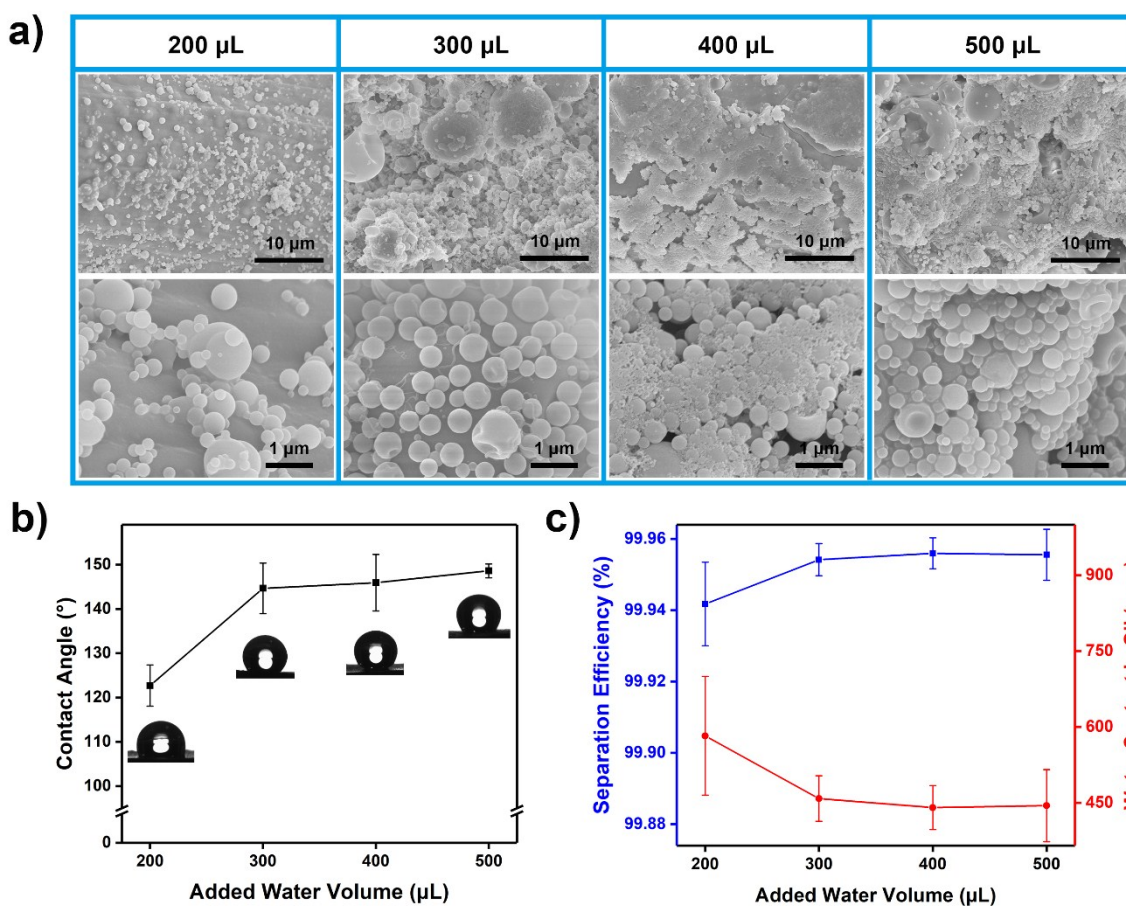 a)
200 µL 300 µL 400 µL 500 µL
10 µm 10 µm 10 µm 10 µm
1 µm 1 µm 1 µm 1 µm
b)
Contact Angle (°)
150
140
130
120
110
100
0
200 300 400 500
Added Water Volume (µL)
c)
Separation Efficiency (%)
99.96
99.94
99.92
99.90
99.88
900
750
600
450
200 300 400 500
Added Water Volume (µL)